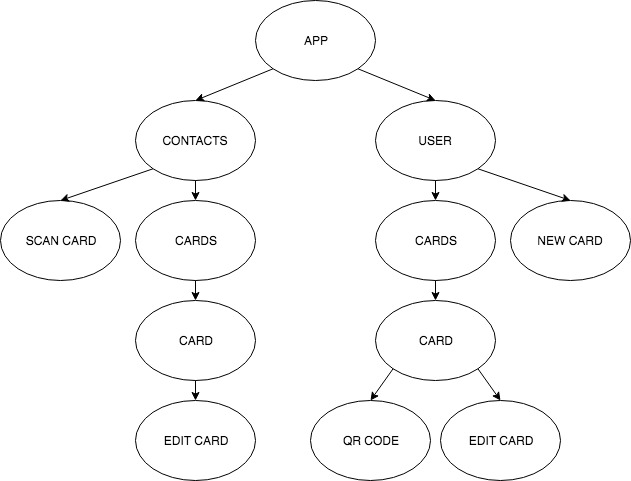 APP
CONTACTS
USER
SCAN CARD
CARDS
CARDS
NEW CARD
CARD
CARD
EDIT CARD
QR CODE
EDIT CARD